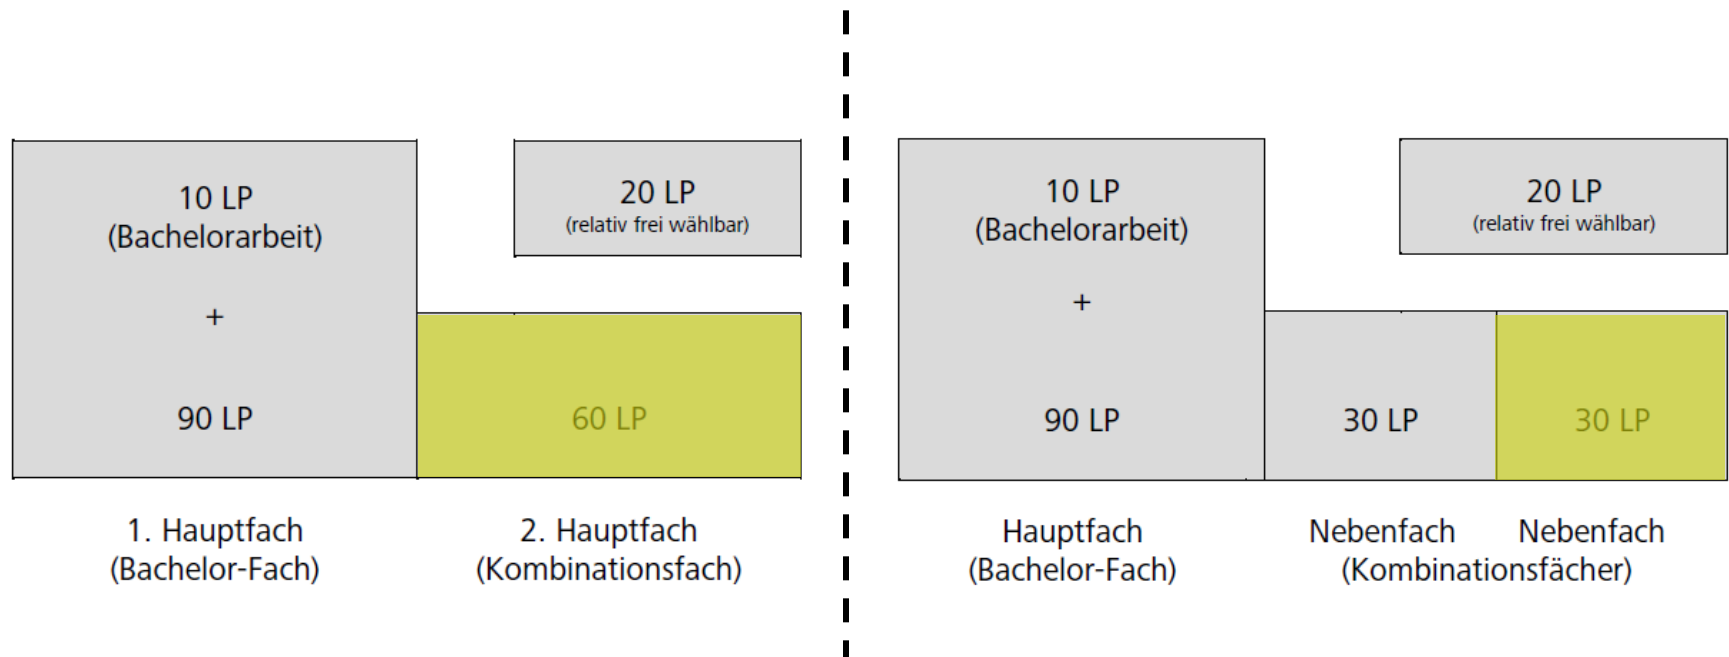 10 LP
(Bachelorarbeit)
+
90 LP
20 LP
(relativ frei wählbar)
60 LP
1. Hauptfach
(Bachelor-Fach)
2. Hauptfach
(Kombinationsfach)
10 LP
(Bachelorarbeit)
+
90 LP
20 LP
(relativ frei wählbar)
30 LP
30 LP
Hauptfach
(Bachelor-Fach)
Nebenfach Nebenfach
(Kombinationsfächer)